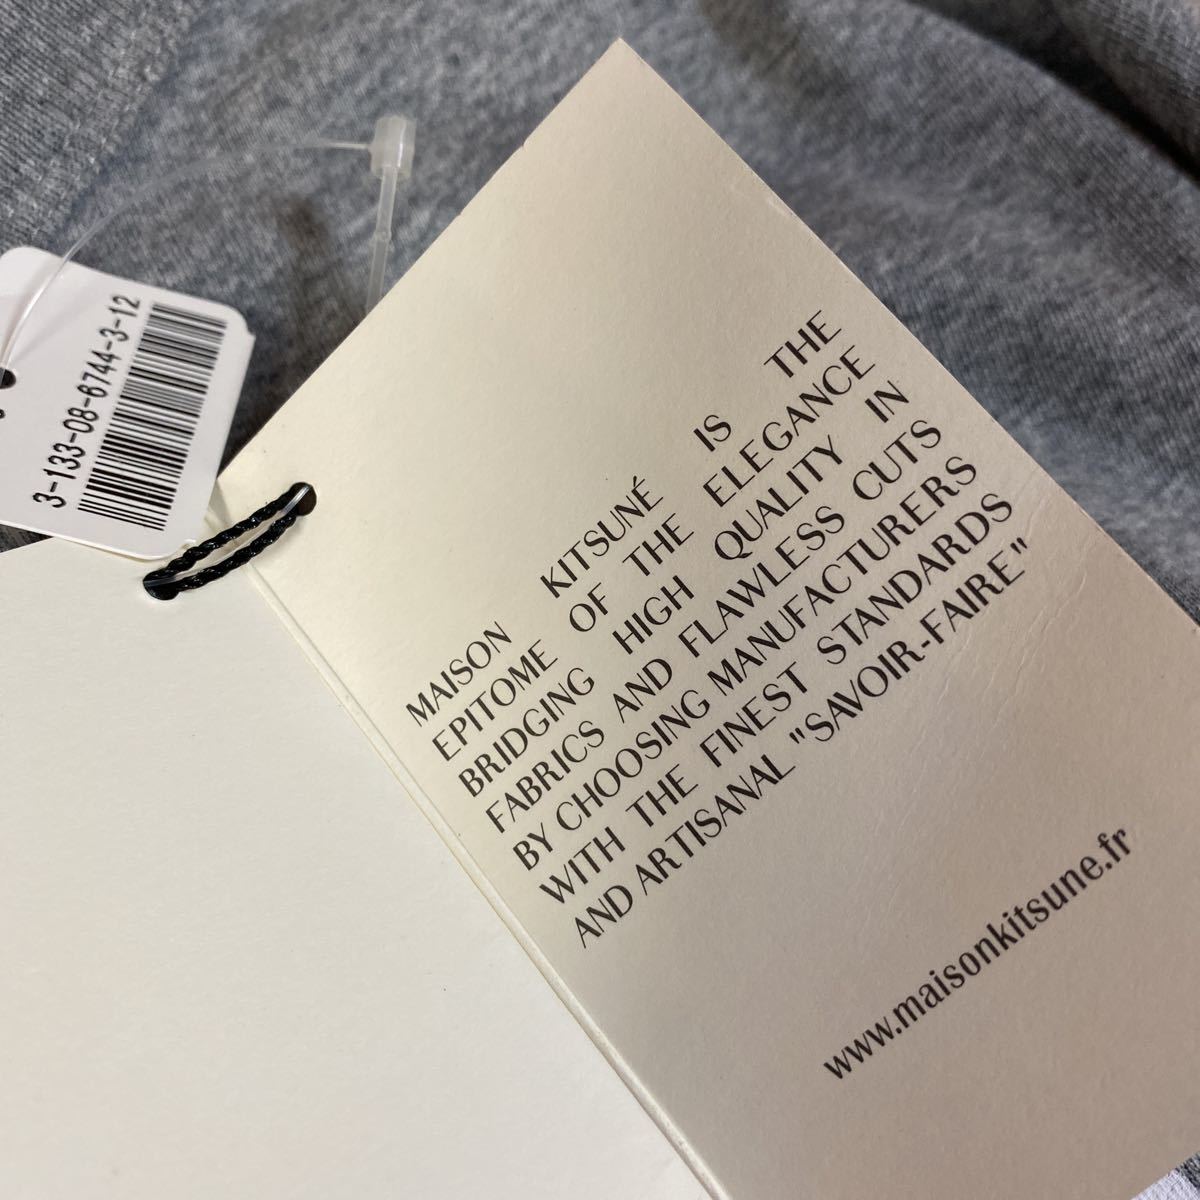 3-133-08-6744-3-12
MAISON KITSUNÉ IS THE
EPITOME OF THE ELEGANCE
BRIDGING HIGH QUALITY IN
FABRICS AND FLAWLESS CUTS
BY CHOOSING MANUFACTURERS
WITH THE FINEST STANDARDS
AND ARTISANAL "SAVOIR-FAIRE"
www.maisonkitsune.fr